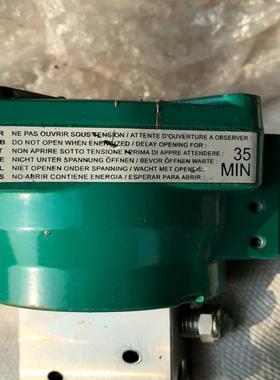 R NE PAS OUVRIR SOUS TENSION / ATTENTE D'OUVERTURE A OBSERVER
B DO NOT OPEN WHEN ENERGIZED / DELAY OPENING FOR :
T NON APRIRE SOTTO TENSIONE / PRIMA DI APPRE ATTENDERE :
E NICHT UNTER SPANNUNG ÖFFNEN / BEVOR ÖFFNEN WARTE
L NIET OPENEN ONDER SPANNING / WACHT MET OPENEN :
S NO ABRIR CONTIENE ENERGIA / ESPERAR PARA ABRIR :
35
MIN